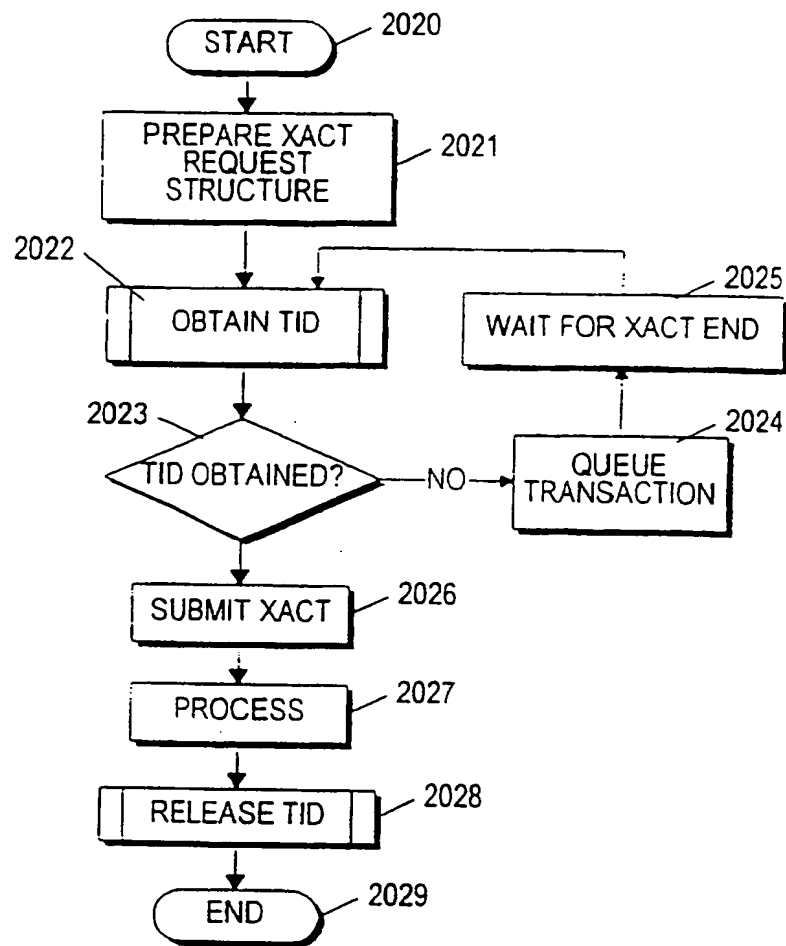 START
2020
PREPARE XACT
REQUEST
STRUCTURE
2021
2022
OBTAIN TID
2025
WAIT FOR XACT END
2023
TID OBTAINED?
NO
2024
QUEUE
TRANSACTION
SUBMIT XACT
2026
PROCESS
2027
RELEASE TID
2028
END
2029